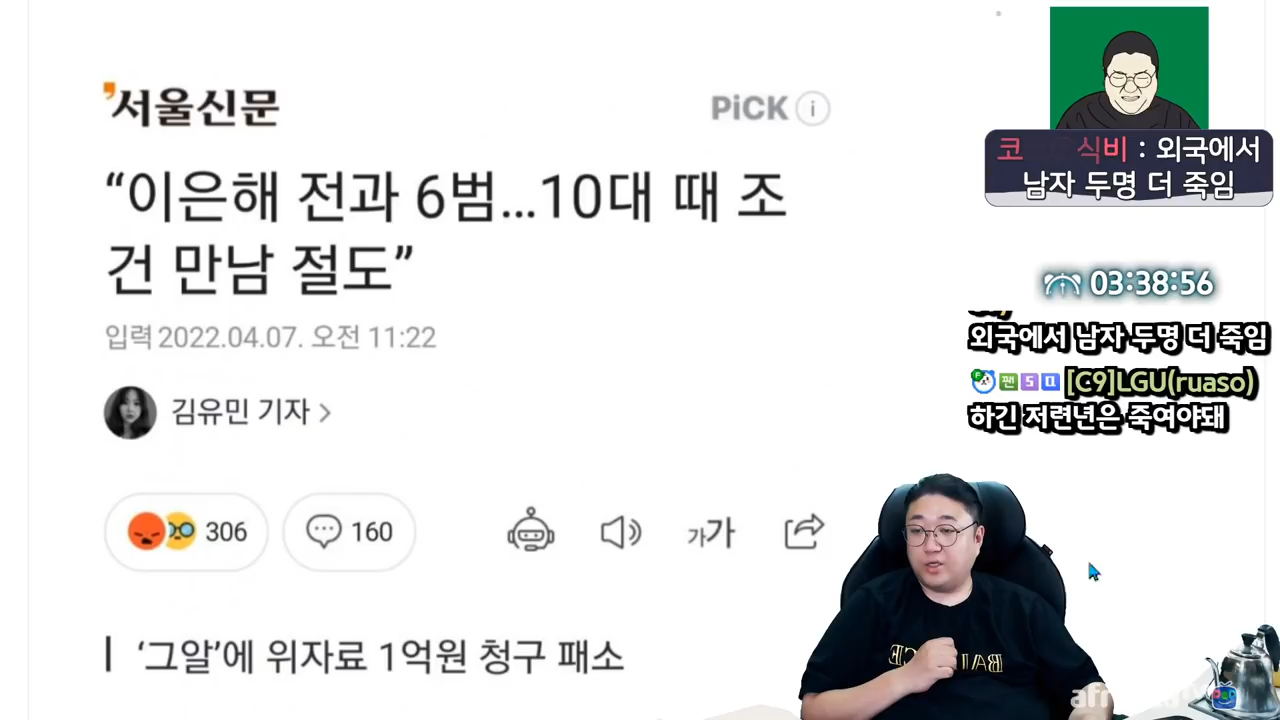 서울신문
PiCK i
“이은해 전과 6범...10대 때 조
건 만남 절도”
입력 2022.04.07. 오전 11:22
김유민 기자 >
306
160
가가
‘그알’에 위자료 1억원 청구 패소
코 식비 : 외국에서
남자 두명 더 죽임
03:38:56
외국에서 남자 두명 더 죽임
F 팬 5 [C9]LGU(ruaso)
하긴 저련년은 죽여야돼